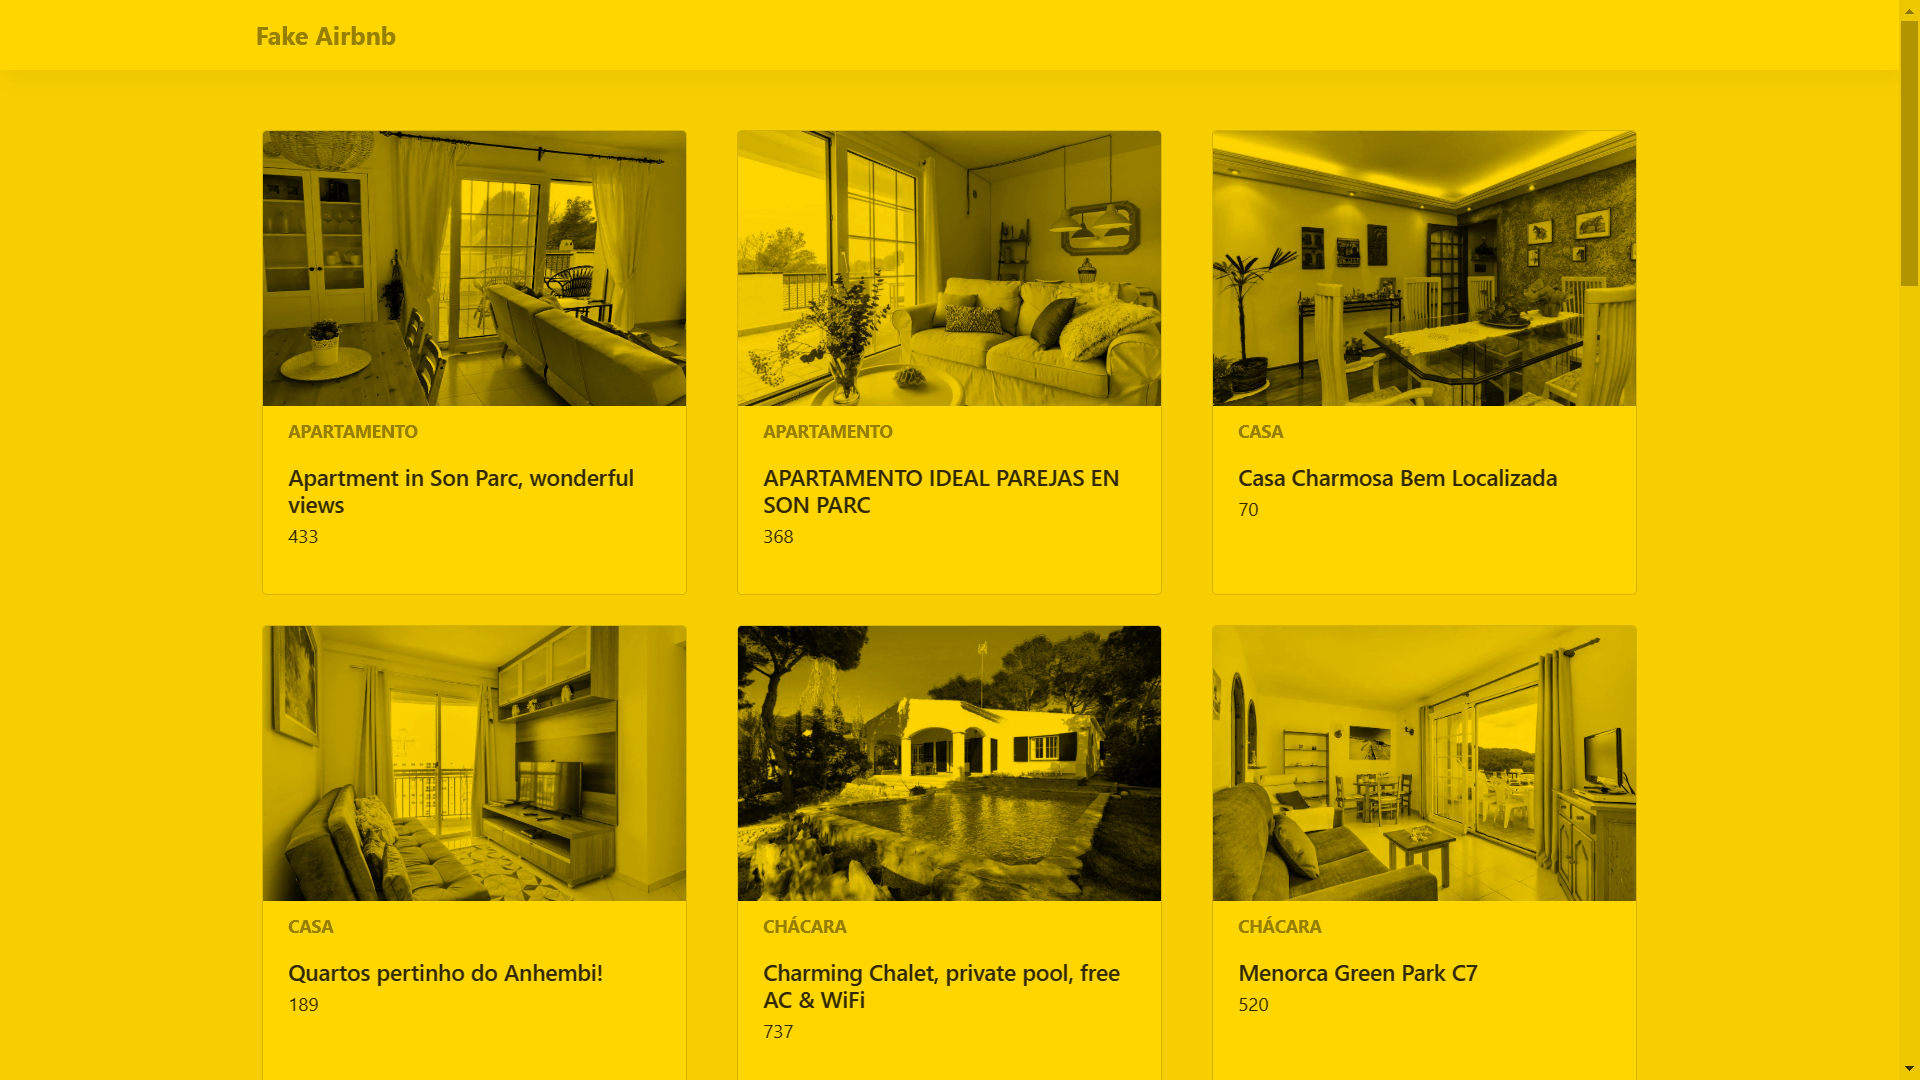 Fake Airbnb
APARTAMENTO
Apartment in Son Parc, wonderful
views
433
APARTAMENTO
APARTAMENTO IDEAL PAREJAS EN
SON PARC
368
CASA
Casa Charmosa Bem Localizada
70
CASA
Quartos pertinho do Anhembi!
189
CHÁCARA
Charming Chalet, private pool, free
AC & WiFi
737
CHÁCARA
Menorca Green Park C7
520